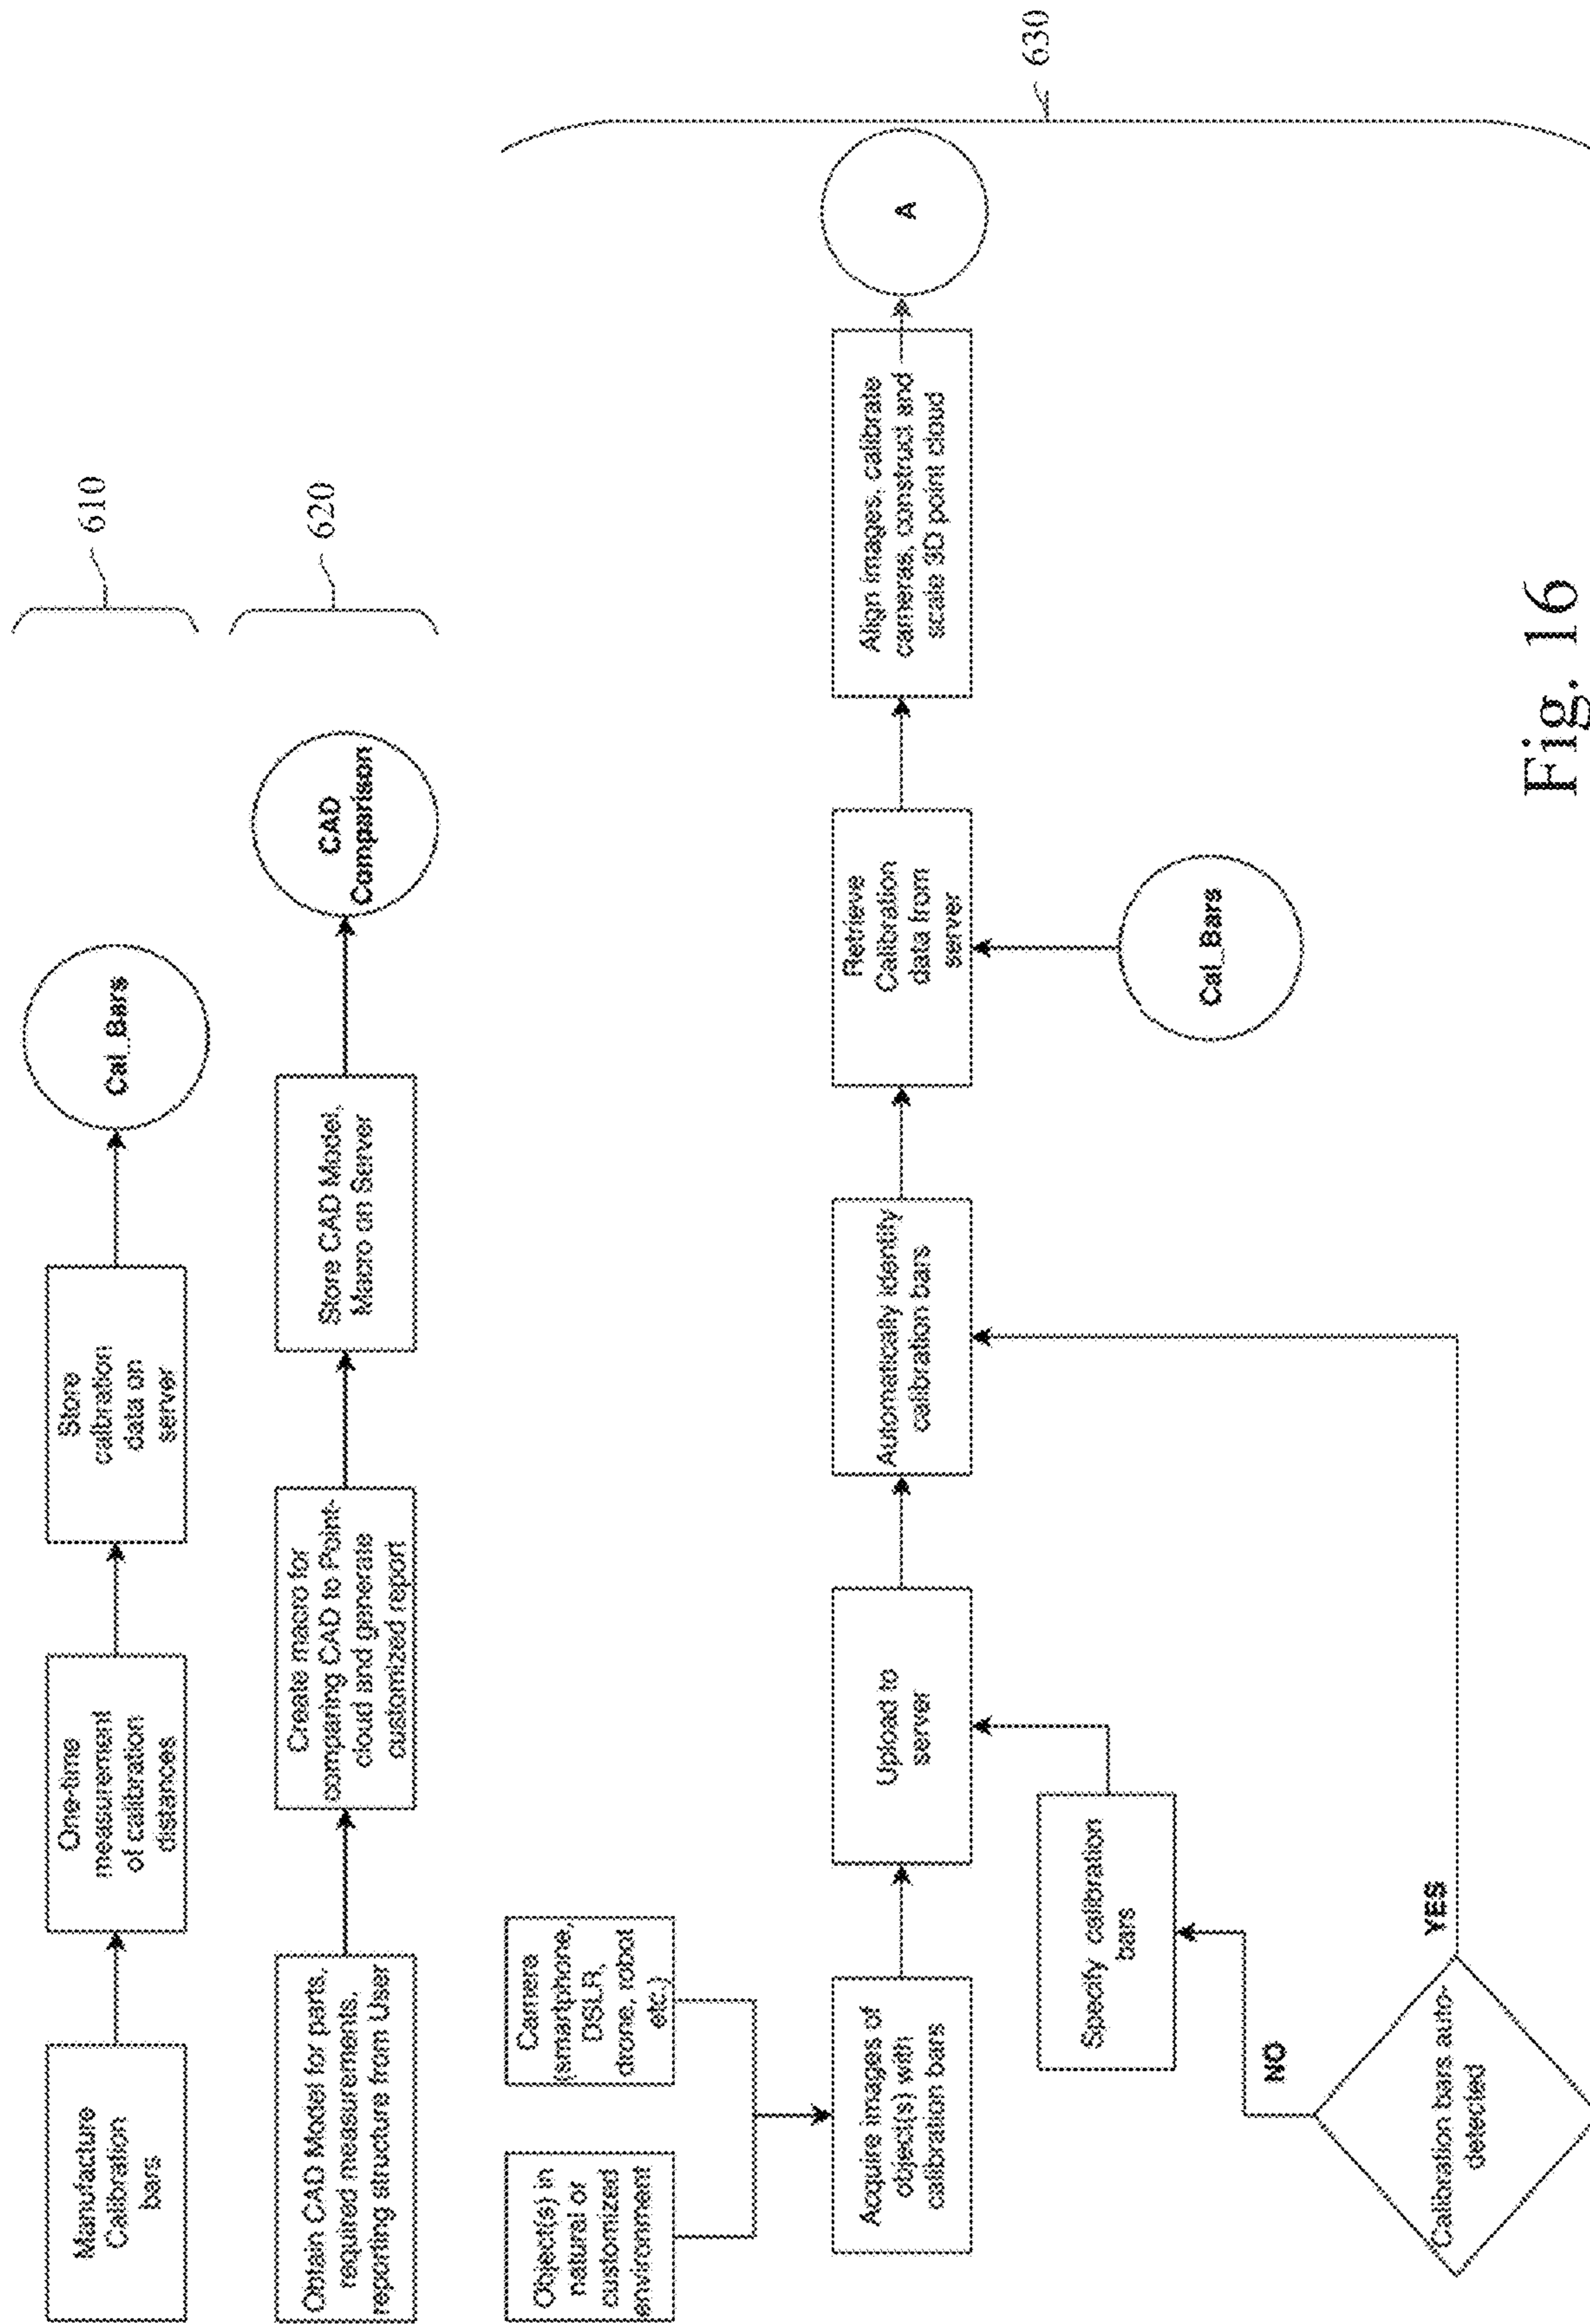 Manufacture
Calibration
bars
One-time
measurement
of calibration
distances
Store
calibration
data on
server
Cal_Bars
610
Obtain CAD Model for parts,
required measurements,
reporting structure from User
Create macro for
comparing CAD to Point-
cloud and generate
customized report
Store CAD Model,
Macro on Server
CAD
Comparison
620
Object(s) in
natural or
customized
environment
Camera
(smartphone,
DSLR,
drone, robot
etc.)
Acquire images of
object(s) with
calibration bars
Upload to
server
Automatically identify
calibration bars
Retrieve
Calibration
data from
server
Align images, calibrate
cameras, construct and
scale 3D point cloud
A
630
Specify calibration
bars
Cal_Bars
NO
YES
Calibration bars auto-
detected
Fig. 16